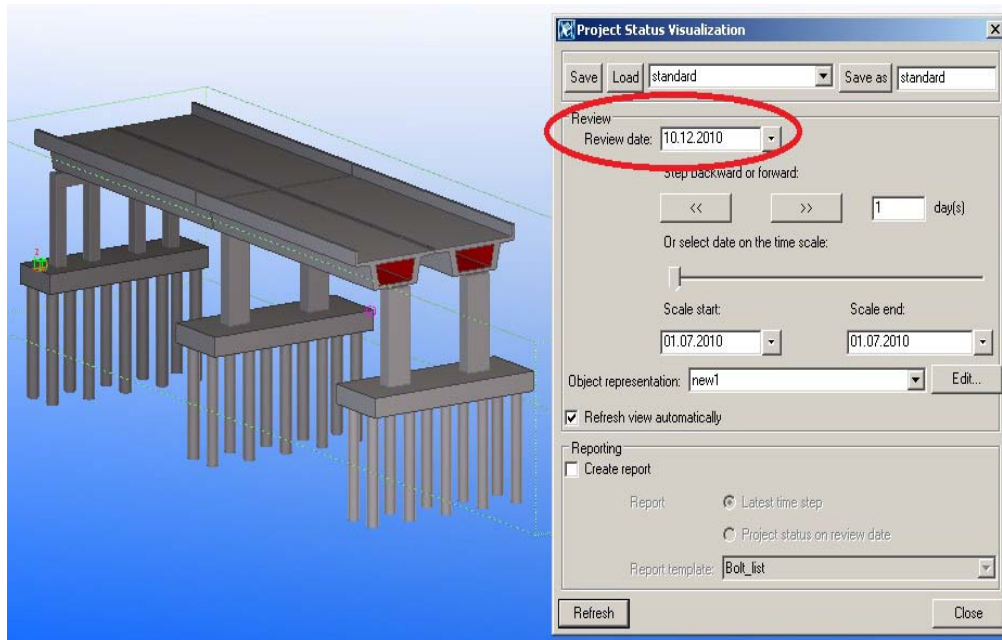 Project Status Visualization
Save Load standard Save as standard
Review
Review date: 10.12.2010
Step backward or forward:
<< >> 1 day(s)
Or select date on the time scale:
Scale start: Scale end:
01.07.2010 01.07.2010
Object representation: new1 Edit...
Refresh view automatically
Reporting
Create report
Report Latest time step
Project status on review date
Report template: Bolt_list
Refresh Close